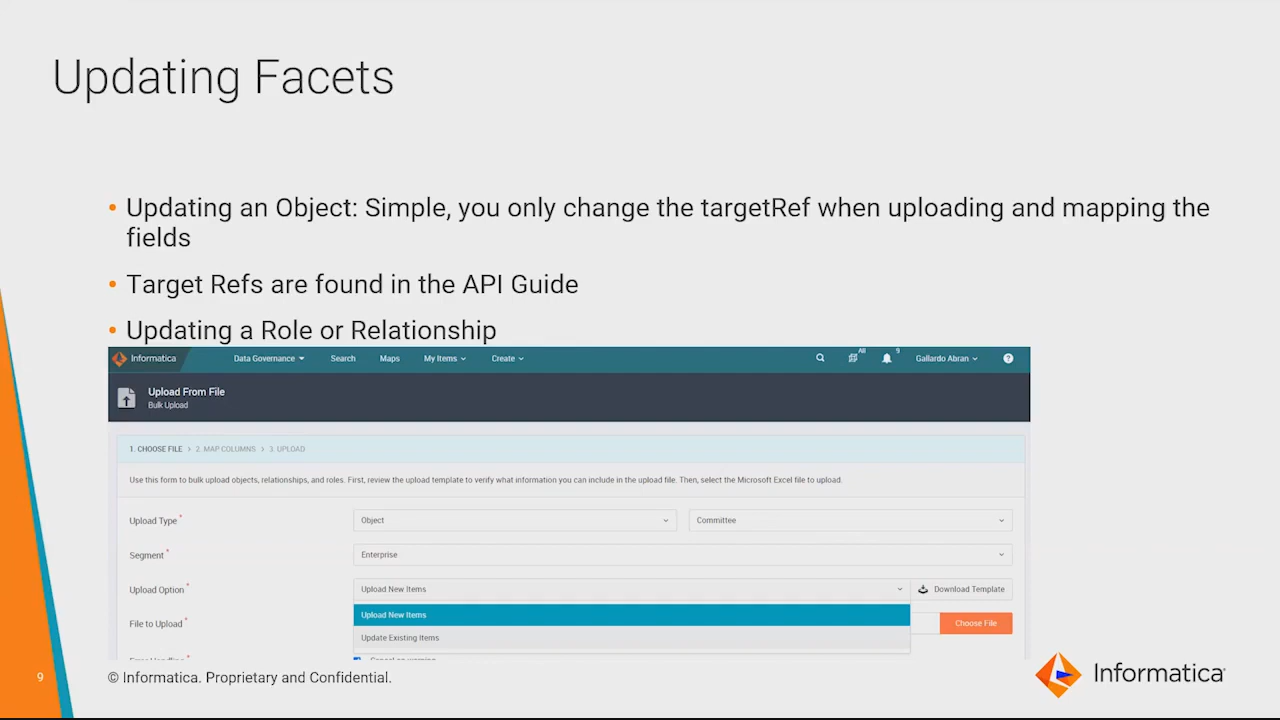 Updating Facets
• Updating an Object: Simple, you only change the targetRef when uploading and mapping the
fields
• Target Refs are found in the API Guide
• Updating a Role or Relationship
Informatica Data Governance Search Maps My Items Create All 9 Gallardo Abran ?
Upload From File
Bulk Upload
1. CHOOSE FILE > 2. MAP COLUMNS > 3. UPLOAD
Use this form to bulk upload objects, relationships, and roles. First, review the upload template to verify what information you can include in the upload file. Then, select the Microsoft Excel file to upload.
Upload Type * Object Committee
Segment * Enterprise
Upload Option * Upload New Items Download Template
Upload New Items
File to Upload * Choose File
Update Existing Items
9 © Informatica. Proprietary and Confidential.
Informatica